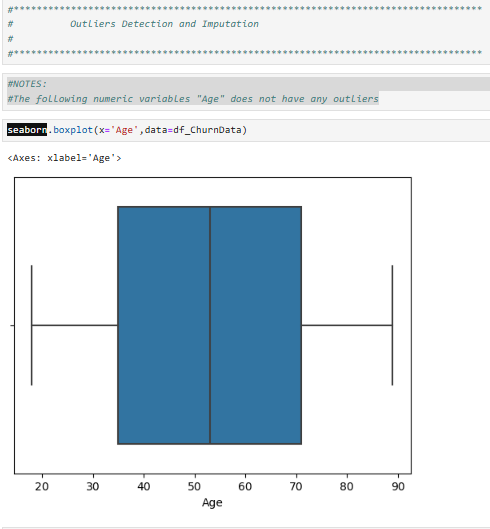 #*******************************************************************************
#          Outliers Detection and Imputation
#
#*******************************************************************************
#NOTES:
#The following numeric variables "Age" does not have any outliers
seaborn.boxplot(x='Age',data=df_ChurnData)
<Axes: xlabel='Age'>
20 30 40 50 60 70 80 90
Age